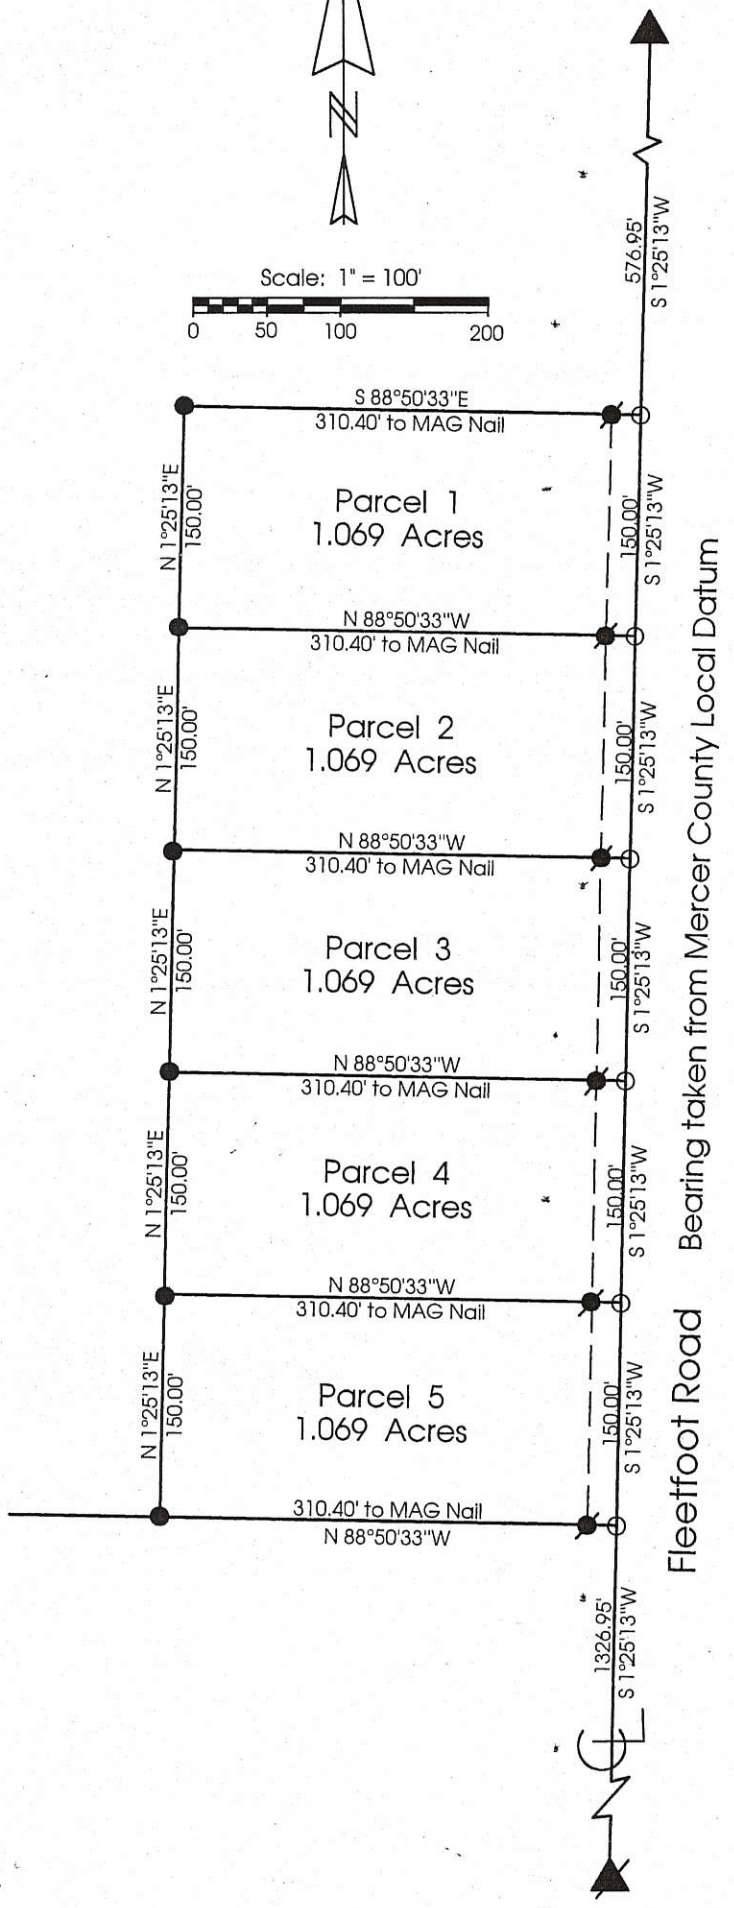 N
Scale: 1" = 100'
0 50 100 200
576.95'
S 1°25'13"W
S 88°50'33"E
310.40' to MAG Nail
N 1°25'13"E
150.00'
Parcel 1
1.069 Acres
150.00'
S 1°25'13"W
N 88°50'33"W
310.40' to MAG Nail
N 1°25'13"E
150.00'
Parcel 2
1.069 Acres
150.00'
S 1°25'13"W
N 88°50'33"W
310.40' to MAG Nail
N 1°25'13"E
150.00'
Parcel 3
1.069 Acres
150.00'
S 1°25'13"W
N 88°50'33"W
310.40' to MAG Nail
N 1°25'13"E
150.00'
Parcel 4
1.069 Acres
150.00'
S 1°25'13"W
N 88°50'33"W
310.40' to MAG Nail
N 1°25'13"E
150.00'
Parcel 5
1.069 Acres
150.00'
S 1°25'13"W
310.40' to MAG Nail
N 88°50'33"W
1326.95'
S 1°25'13"W
Fleetfoot Road Bearing taken from Mercer County Local Datum